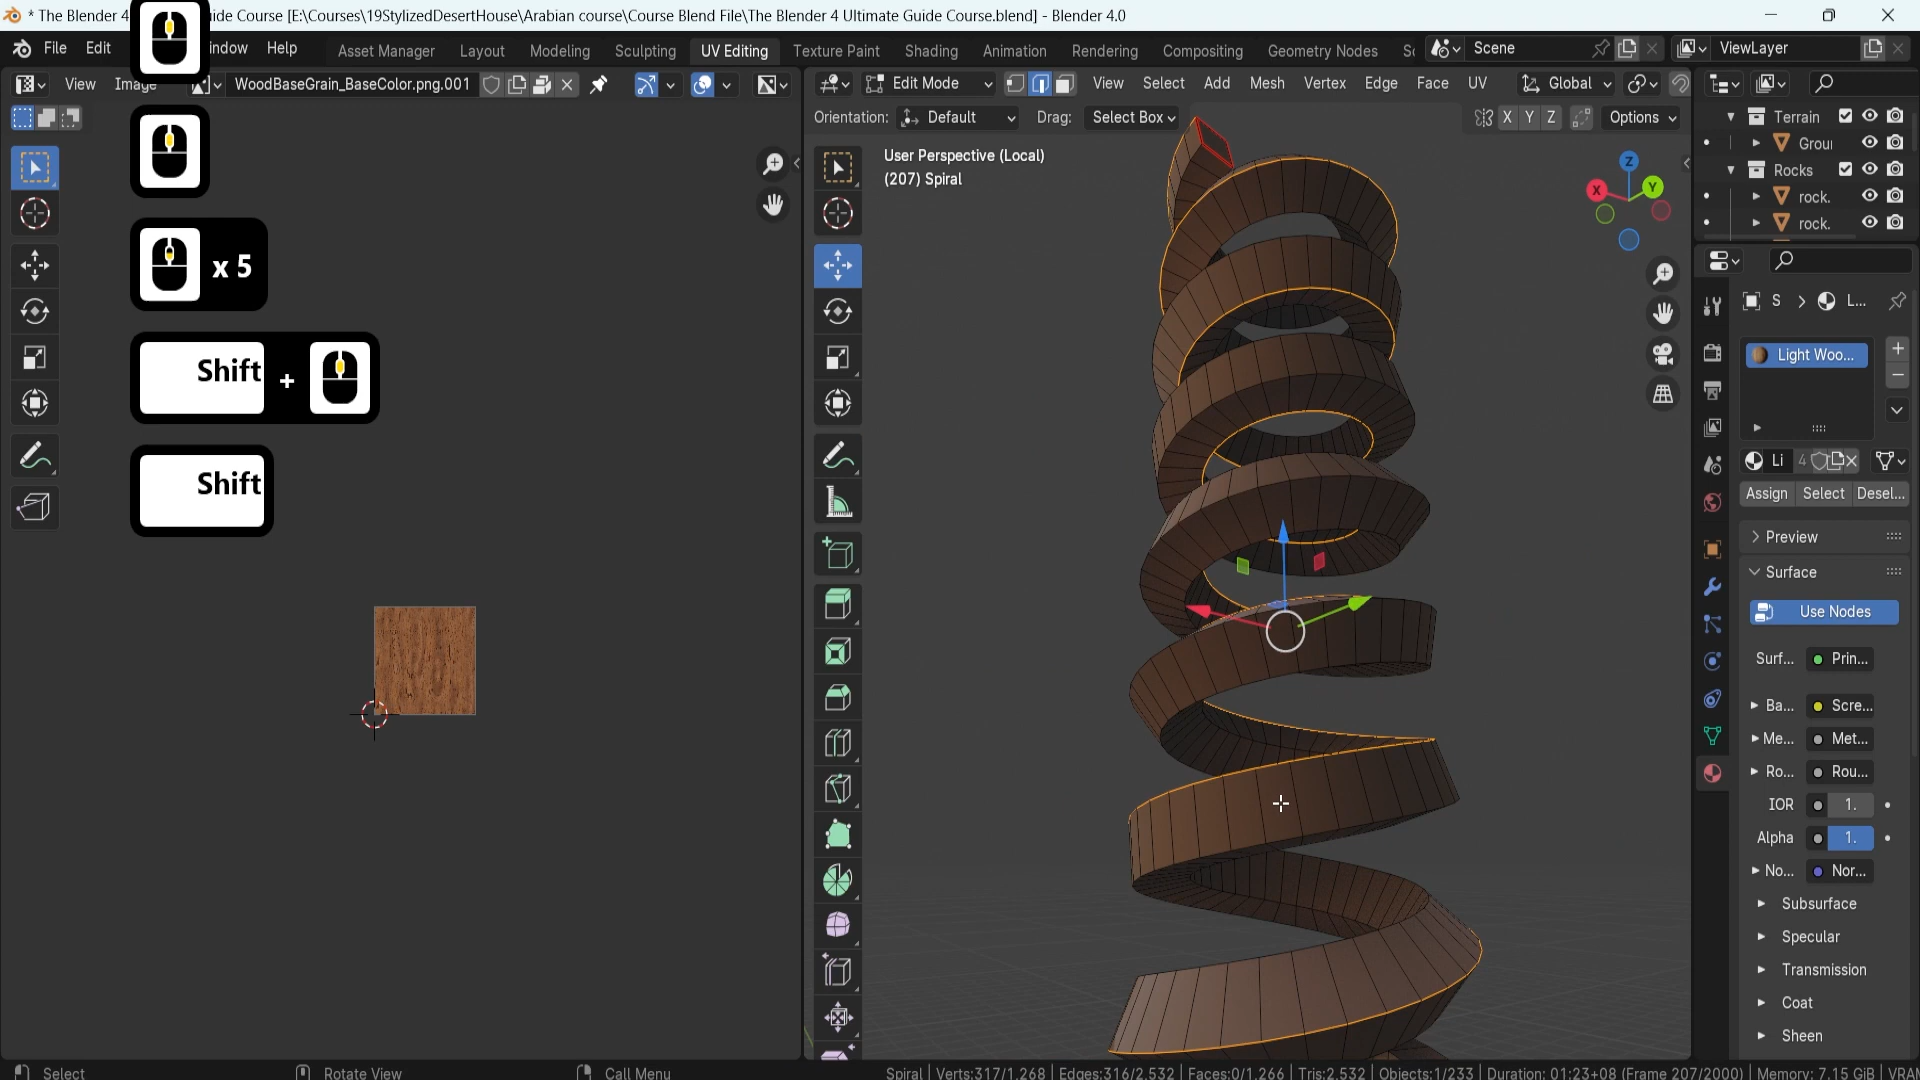 * The Blender 4 ide Course [E:\Courses\19StylizedDesertHouse\Arabian course\Course Blend File\The Blender 4 Ultimate Guide Course.blend] - Blender 4.0
File Edit indow Help Asset Manager Layout Modeling Sculpting UV Editing Texture Paint Shading Animation Rendering Compositing Geometry Nodes Scene ViewLayer
View Image WoodBaseGrain_BaseColor.png.001 Edit Mode View Select Add Mesh Vertex Edge Face UV Global
Orientation: Default Drag: Select Box X Y Z Options
Terrain
Grou
Rocks
rock.
rock.
User Perspective (Local)
(207) Spiral
Z
X
Y
x 5
Shift +
Shift
S > L...
Light Woo...
Li 4
Assign Select Desel...
Preview
Surface
Use Nodes
Surf... Prin...
Ba... Scre...
Me... Met...
Ro... Rou...
IOR 1.
Alpha 1.
No... Nor...
Subsurface
Specular
Transmission
Coat
Sheen
Select Rotate View Call Menu Spiral | Verts:317/1,268 | Edges:316/2,532 | Faces:0/1,266 | Tris:2,532 | Objects:1/233 | Duration: 01:23+08 (Frame 207/2000) | Memory: 7.15 GiB | VRA